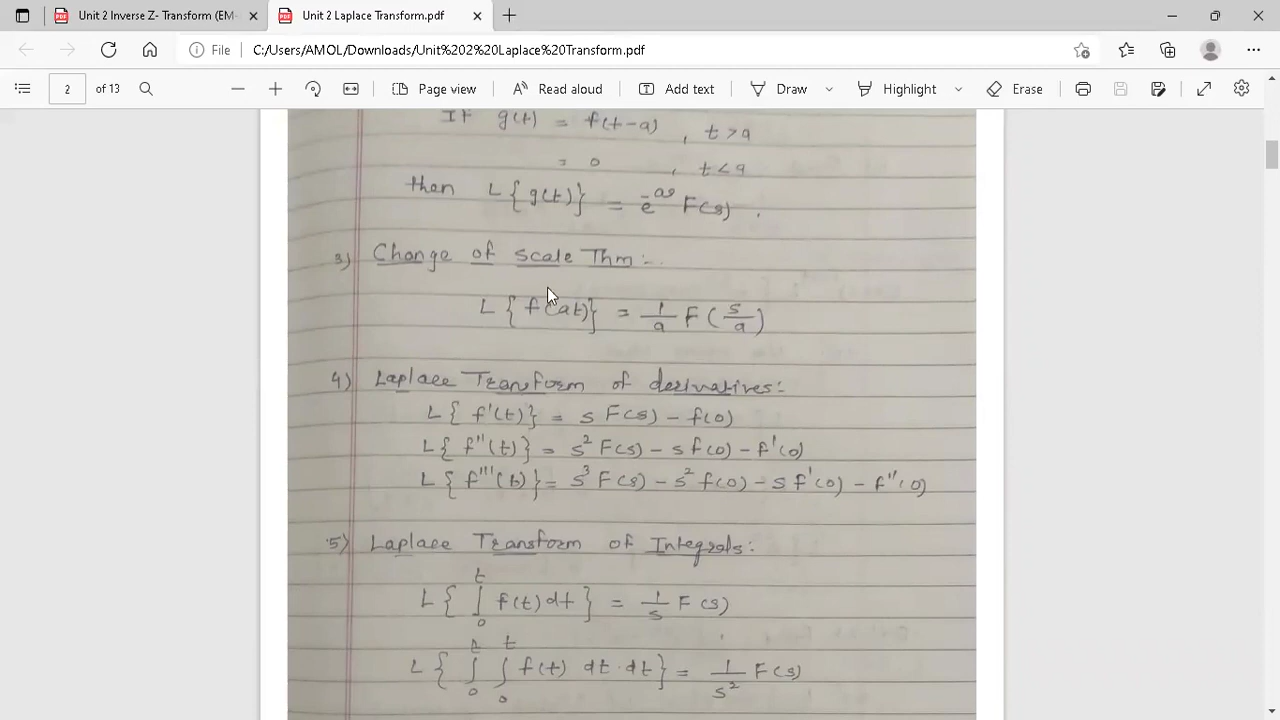 Unit 2 Inverse Z- Transform (EM-
Unit 2 Laplace Transform.pdf
File C:/Users/AMOL/Downloads/Unit%202%20Laplace%20Transform.pdf
2 of 13 Page view Read aloud Add text Draw Highlight Erase
If g(t) = f(t-a) , t>a
= 0 , t<a
then L{g(t)} = e^-as F(s) .
3) Change of scale Thm:-
L{f(at)} = 1/a F(s/a)
4) Laplace Transform of derivatives:
L{f'(t)} = s F(s) - f(0)
L{f''(t)} = s² F(s) - s f(0) - f'(0)
L{f'''(t)} = s³ F(s) - s² f(0) - s f'(0) - f''(0)
5) Laplace Transform of Integrals:
L{∫₀ᵗ f(t) dt} = 1/s F(s)
L{∫₀ᵗ ∫₀ᵗ f(t) dt·dt} = 1/s² F(s)